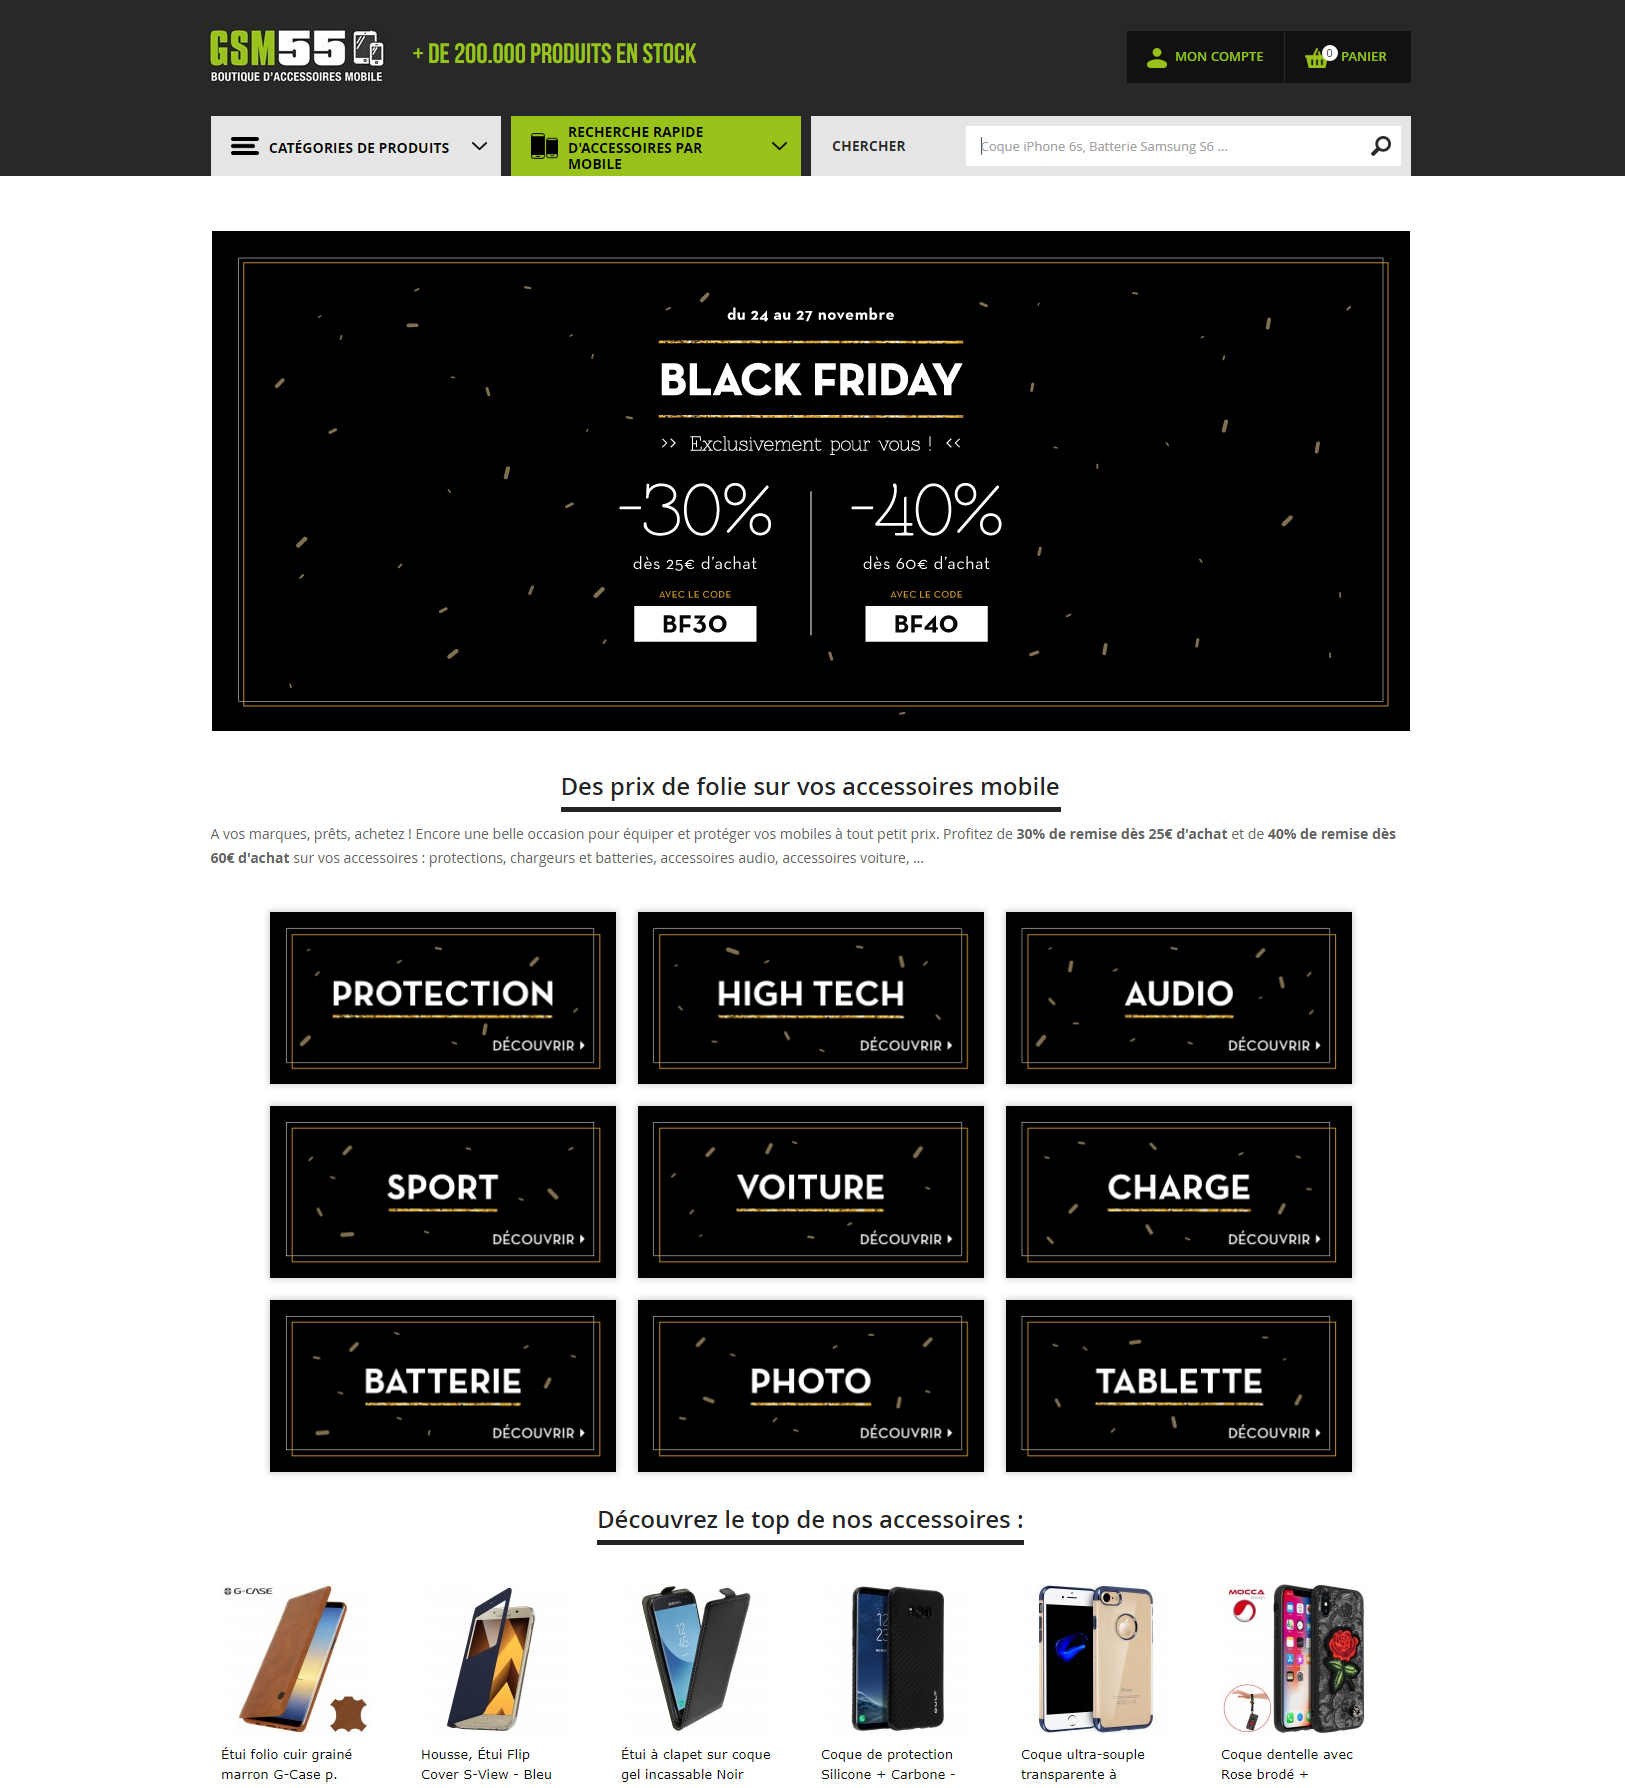 GSM55
BOUTIQUE D'ACCESSOIRES MOBILE
+ DE 200.000 PRODUITS EN STOCK
MON COMPTE
0
PANIER
CATÉGORIES DE PRODUITS
RECHERCHE RAPIDE
D'ACCESSOIRES PAR
MOBILE
CHERCHER
Coque iPhone 6s, Batterie Samsung S6 ...
du 24 au 27 novembre
BLACK FRIDAY
>> Exclusivement pour vous ! <<
-30%
dès 25€ d'achat
AVEC LE CODE
BF30
-40%
dès 60€ d'achat
AVEC LE CODE
BF40
Des prix de folie sur vos accessoires mobile
A vos marques, prêts, achetez ! Encore une belle occasion pour équiper et protéger vos mobiles à tout petit prix. Profitez de 30% de remise dès 25€ d'achat et de 40% de remise dès
60€ d'achat sur vos accessoires : protections, chargeurs et batteries, accessoires audio, accessoires voiture, ...
PROTECTION
DÉCOUVRIR
HIGH TECH
DÉCOUVRIR
AUDIO
DÉCOUVRIR
SPORT
DÉCOUVRIR
VOITURE
DÉCOUVRIR
CHARGE
DÉCOUVRIR
BATTERIE
DÉCOUVRIR
PHOTO
DÉCOUVRIR
TABLETTE
DÉCOUVRIR
Découvrez le top de nos accessoires :
G-CASE
MOCCA
Étui folio cuir grainé
marron G-Case p.
Housse, Étui Flip
Cover S-View - Bleu
Étui à clapet sur coque
gel incassable Noir
Coque de protection
Silicone + Carbone -
Coque ultra-souple
transparente à
Coque dentelle avec
Rose brodé +